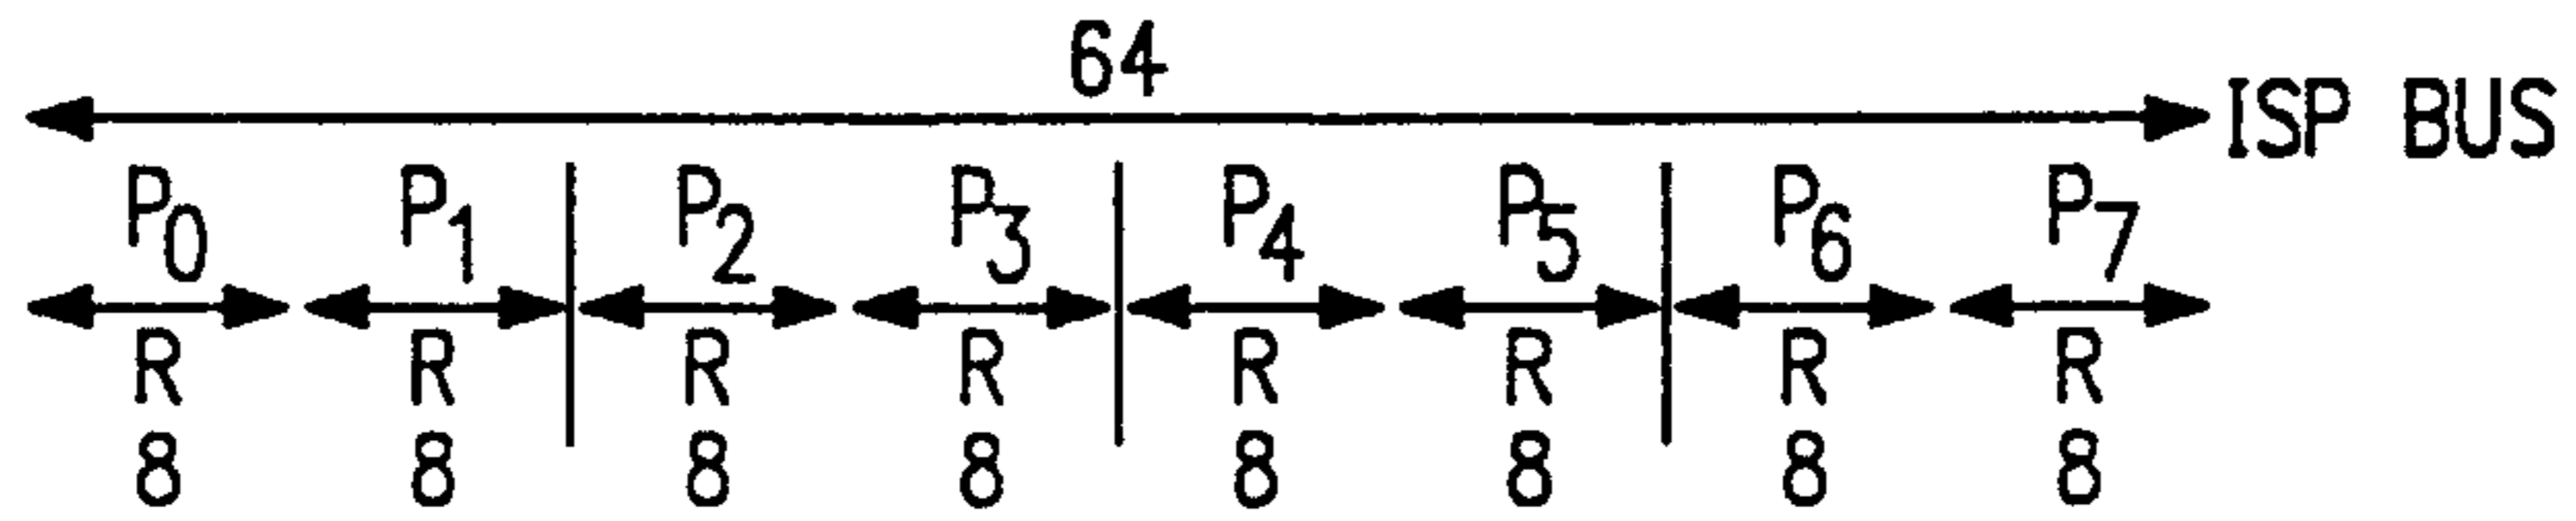 64
ISP BUS
P0 P1 P2 P3 P4 P5 P6 P7
R R R R R R R R
8 8 8 8 8 8 8 8